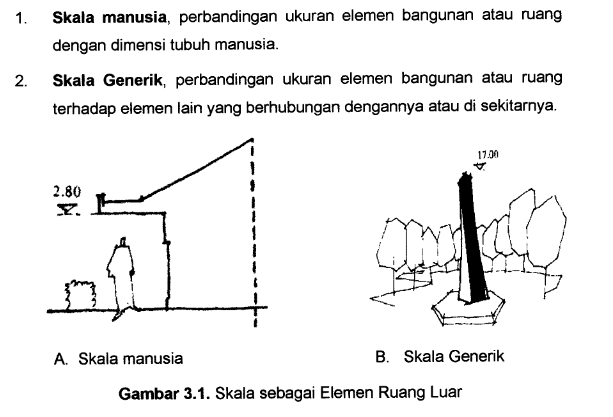 1. Skala manusia, perbandingan ukuran elemen bangunan atau ruang
dengan dimensi tubuh manusia.
2. Skala Generik, perbandingan ukuran elemen bangunan atau ruang
terhadap elemen lain yang berhubungan dengannya atau di sekitarnya.
2.80
17.00
A. Skala manusia
B. Skala Generik
Gambar 3.1. Skala sebagai Elemen Ruang Luar